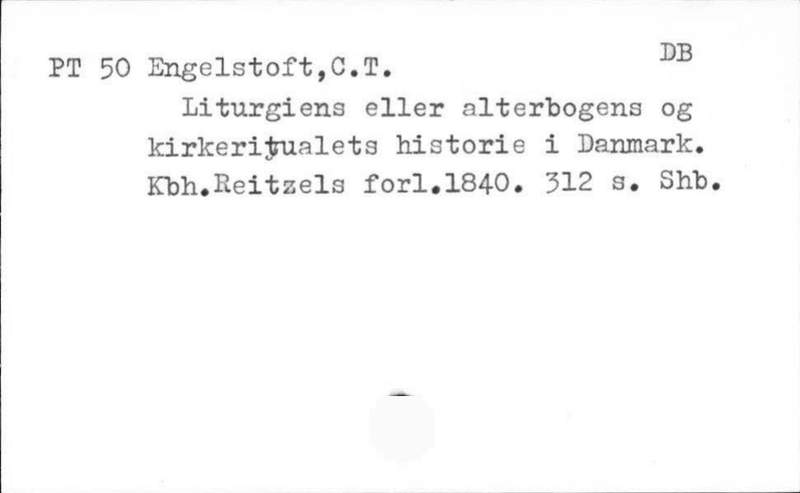 DB
PT 50 Engelstoft,C.T.
Liturgiens eller alterbogens og
kirkeritualets historie i Danmark.
Kbh.Reitzels forl.1840. 312 s. Shb.